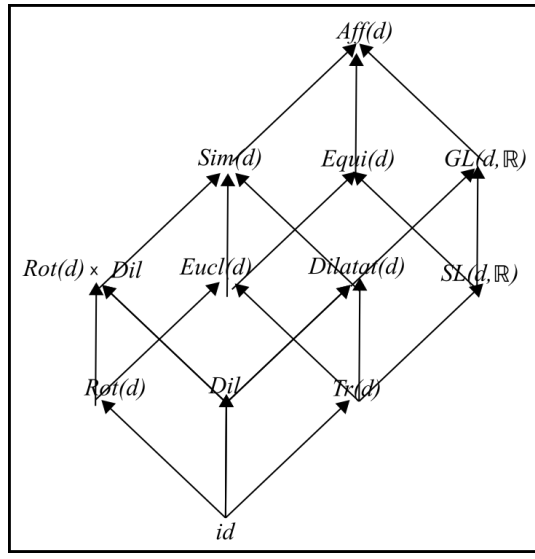 Aff(d)
Sim(d) Equi(d) GL(d,ℝ)
Rot(d) × Dil Eucl(d) Dilatat(d) SL(d,ℝ)
Rot(d) Dil Tr(d)
id